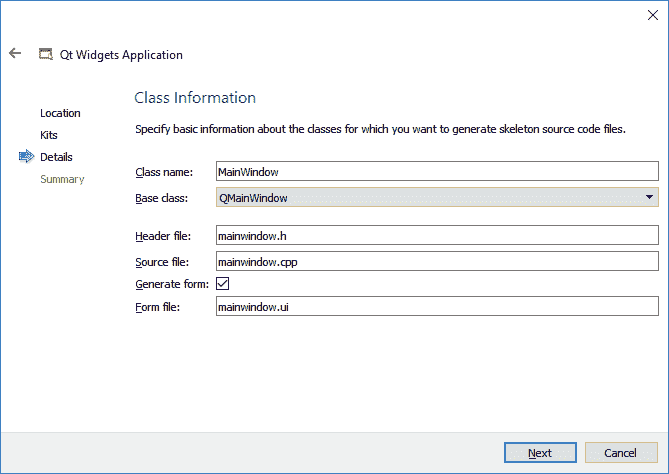 Qt Widgets Application
Location
Kits
Details
Summary
Class Information
Specify basic information about the classes for which you want to generate skeleton source code files.
Class name: MainWindow
Base class: QMainWindow
Header file: mainwindow.h
Source file: mainwindow.cpp
Generate form:
Form file: mainwindow.ui
Next Cancel